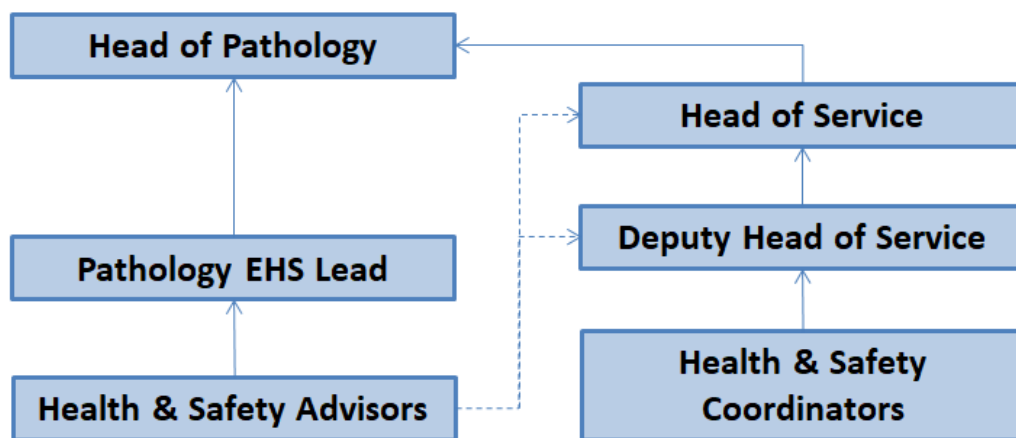 Head of Pathology
Head of Service
Deputy Head of Service
Pathology EHS Lead
Health & Safety
Coordinators
Health & Safety Advisors